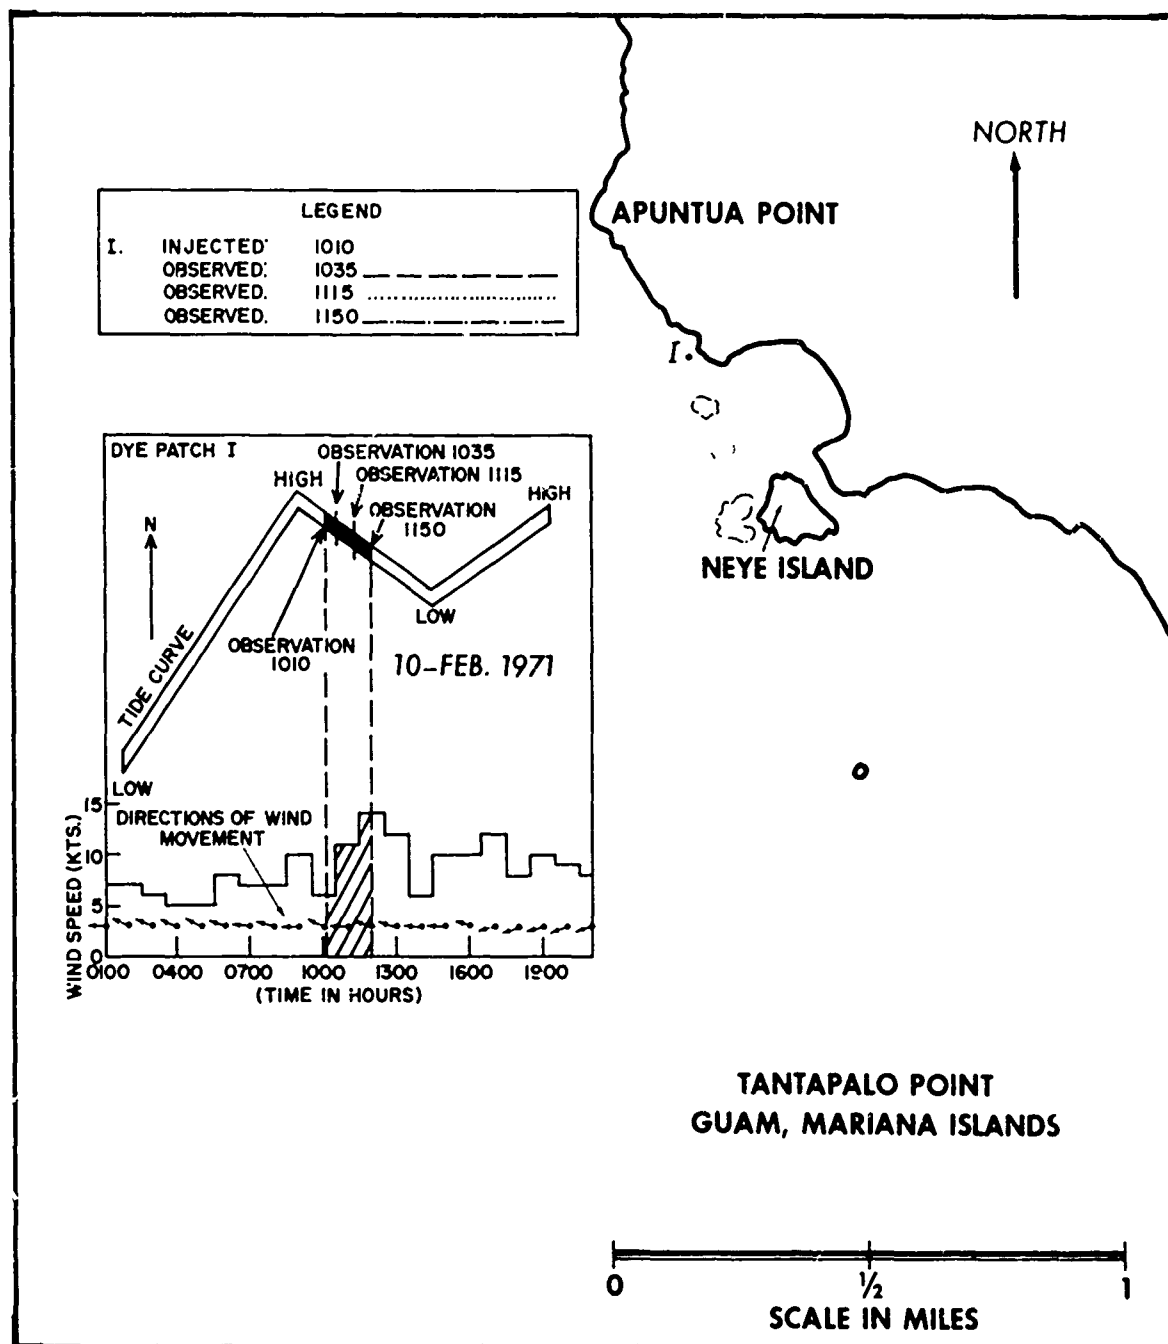 NORTH
APUNTUA POINT
LEGEND
I. INJECTED: 1010
OBSERVED: 1035
OBSERVED. 1115
OBSERVED. 1150
I.
NEYE ISLAND
DYE PATCH I
OBSERVATION 1035
OBSERVATION 1115
OBSERVATION
1150
HIGH
HIGH
N
LOW
OBSERVATION
1010
10-FEB. 1971
TIDE CURVE
LOW
DIRECTIONS OF WIND
MOVEMENT
WIND SPEED (KTS.)
15
10
5
0
0100 0400 0700 1000 1300 1600 1900
(TIME IN HOURS)
TANTAPALO POINT
GUAM, MARIANA ISLANDS
0 ½ 1
SCALE IN MILES